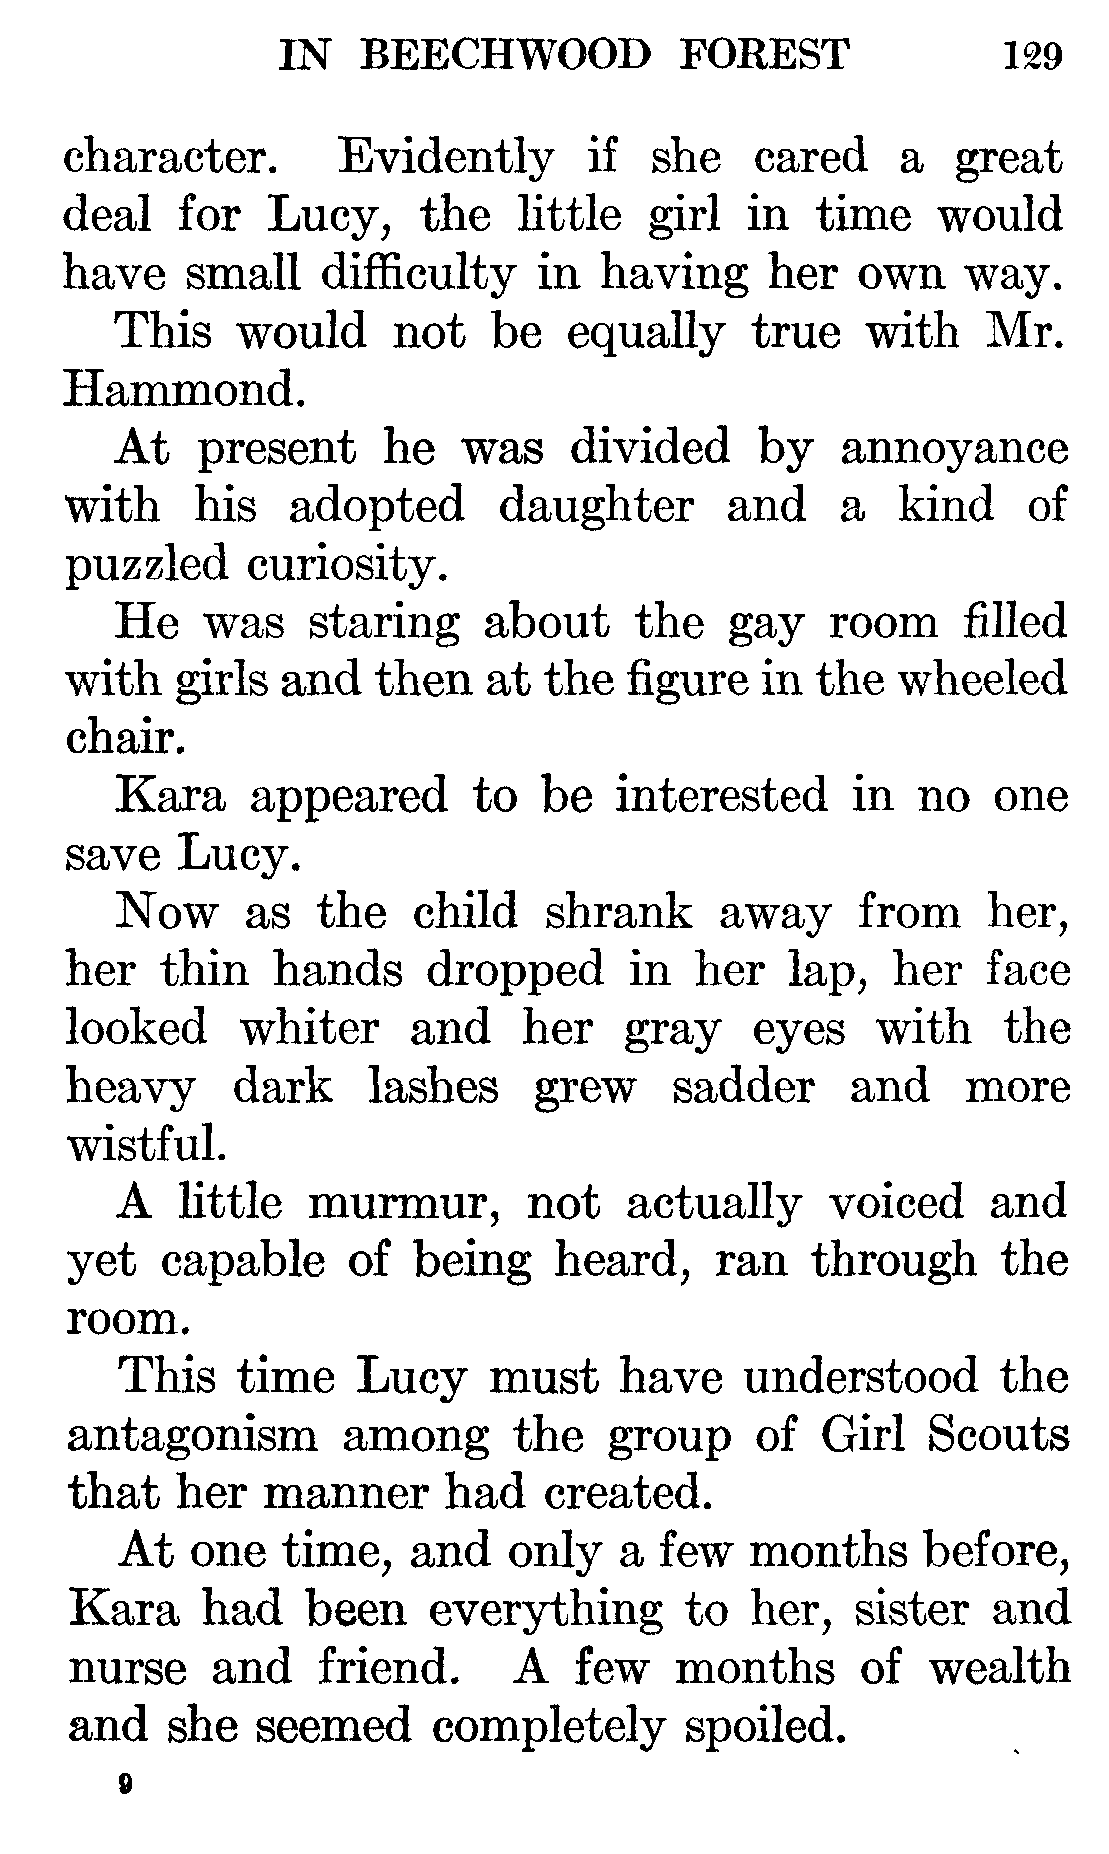 IN BEECHWOOD FOREST 129
character. Evidently if she cared a great
deal for Lucy, the little girl in time would
have small difficulty in having her own way.
This would not be equally true with Mr.
Hammond.
At present he was divided by annoyance
with his adopted daughter and a kind of
puzzled curiosity.
He was staring about the gay room filled
with girls and then at the figure in the wheeled
chair.
Kara appeared to be interested in no one
save Lucy.
Now as the child shrank away from her,
her thin hands dropped in her lap, her face
looked whiter and her gray eyes with the
heavy dark lashes grew sadder and more
wistful.
A little murmur, not actually voiced and
yet capable of being heard, ran through the
room.
This time Lucy must have understood the
antagonism among the group of Girl Scouts
that her manner had created.
At one time, and only a few months before,
Kara had been everything to her, sister and
nurse and friend. A few months of wealth
and she seemed completely spoiled.
9